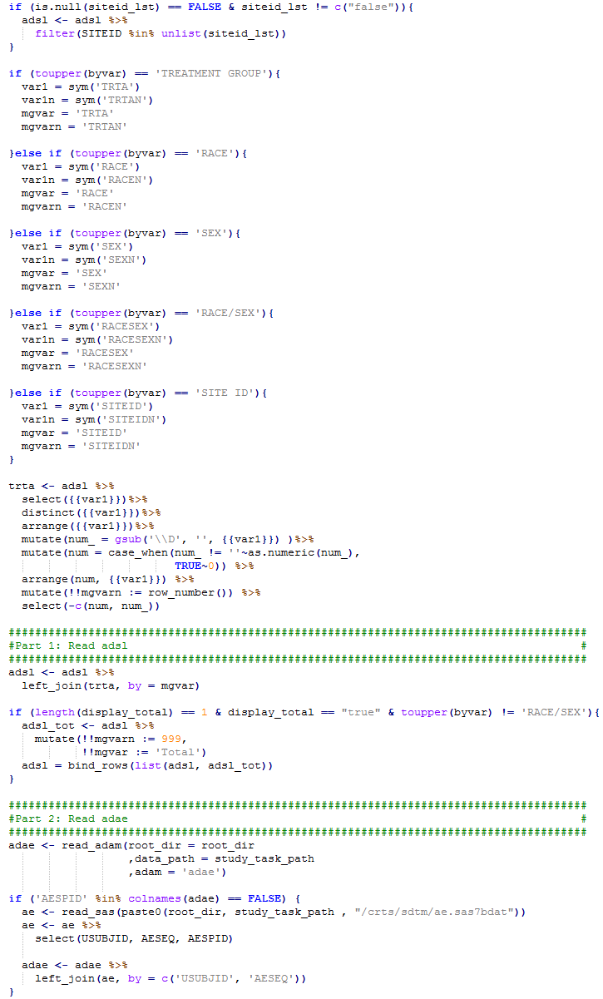 if (is.null(siteid_lst) == FALSE & siteid_lst != c("false")){
  adsl <- adsl %>%
    filter(SITEID %in% unlist(siteid_lst))
}

if (toupper(byvar) == 'TREATMENT GROUP'){
  var1 = sym('TRTA')
  var1n = sym('TRTAN')
  mgvar = 'TRTA'
  mgvarn = 'TRTAN'

}else if (toupper(byvar) == 'RACE'){
  var1 = sym('RACE')
  var1n = sym('RACEN')
  mgvar = 'RACE'
  mgvarn = 'RACEN'

}else if (toupper(byvar) == 'SEX'){
  var1 = sym('SEX')
  var1n = sym('SEXN')
  mgvar = 'SEX'
  mgvarn = 'SEXN'

}else if (toupper(byvar) == 'RACE/SEX'){
  var1 = sym('RACESEX')
  var1n = sym('RACESEXN')
  mgvar = 'RACESEX'
  mgvarn = 'RACESEXN'

}else if (toupper(byvar) == 'SITE ID'){
  var1 = sym('SITEID')
  var1n = sym('SITEIDN')
  mgvar = 'SITEID'
  mgvarn = 'SITEIDN'
}

trta <- adsl %>%
  select({{var1}})%>%
  distinct({{var1}})%>%
  arrange({{var1}})%>%
  mutate(num_ = gsub('\\D', '', {{var1}}) )%>%
  mutate(num = case_when(num_ != ''~as.numeric(num_),
                         TRUE~0)) %>%
  arrange(num, {{var1}}) %>%
  mutate(!!mgvarn := row_number()) %>%
  select(-c(num, num_))

#######################################################################################
#Part 1: Read adsl                                                                    #
#######################################################################################
adsl <- adsl %>%
  left_join(trta, by = mgvar)

if (length(display_total) == 1 & display_total == "true" & toupper(byvar) != 'RACE/SEX'){
  adsl_tot <- adsl %>%
    mutate(!!mgvarn := 999,
           !!mgvar := 'Total')
  adsl = bind_rows(list(adsl, adsl_tot))
}

#######################################################################################
#Part 2: Read adae                                                                    #
#######################################################################################
adae <- read_adam(root_dir = root_dir
                  ,data_path = study_task_path
                  ,adam = 'adae')

if ('AESPID' %in% colnames(adae) == FALSE) {
  ae <- read_sas(paste0(root_dir, study_task_path , "/crts/sdtm/ae.sas7bdat"))
  ae <- ae %>%
    select(USUBJID, AESEQ, AESPID)

  adae <- adae %>%
    left_join(ae, by = c('USUBJID', 'AESEQ'))
}